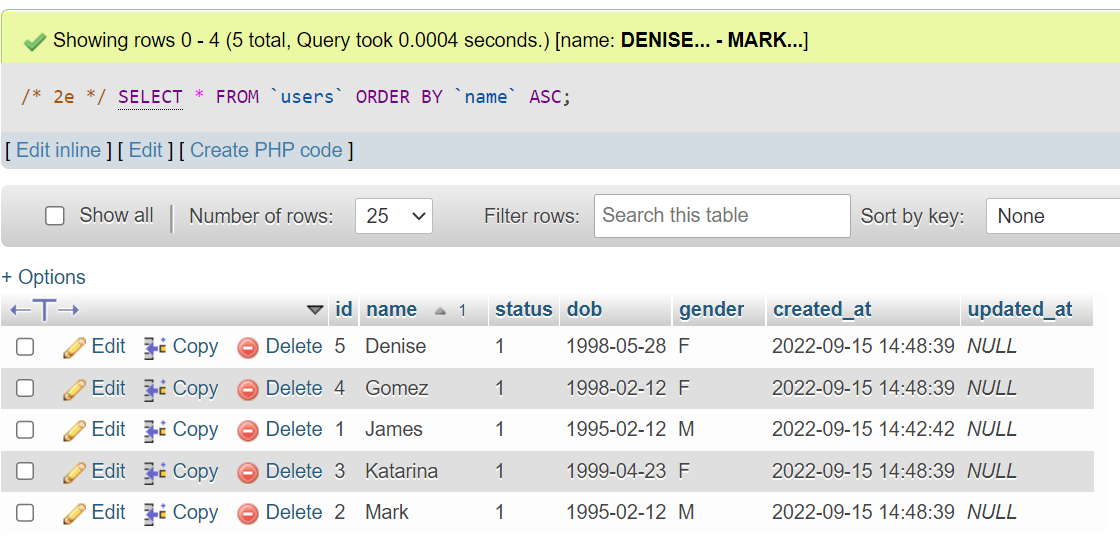 Showing rows 0 - 4 (5 total, Query took 0.0004 seconds.) [name: DENISE... - MARK...]
/* 2e */ SELECT * FROM `users` ORDER BY `name` ASC;
[ Edit inline ] [ Edit ] [ Create PHP code ]
Show all | Number of rows: 25 Filter rows: Search this table Sort by key: None
+ Options
←T→ id name 1 status dob gender created_at updated_at
Edit Copy Delete 5 Denise 1 1998-05-28 F 2022-09-15 14:48:39 NULL
Edit Copy Delete 4 Gomez 1 1998-02-12 F 2022-09-15 14:48:39 NULL
Edit Copy Delete 1 James 1 1995-02-12 M 2022-09-15 14:42:42 NULL
Edit Copy Delete 3 Katarina 1 1999-04-23 F 2022-09-15 14:48:39 NULL
Edit Copy Delete 2 Mark 1 1995-02-12 M 2022-09-15 14:48:39 NULL